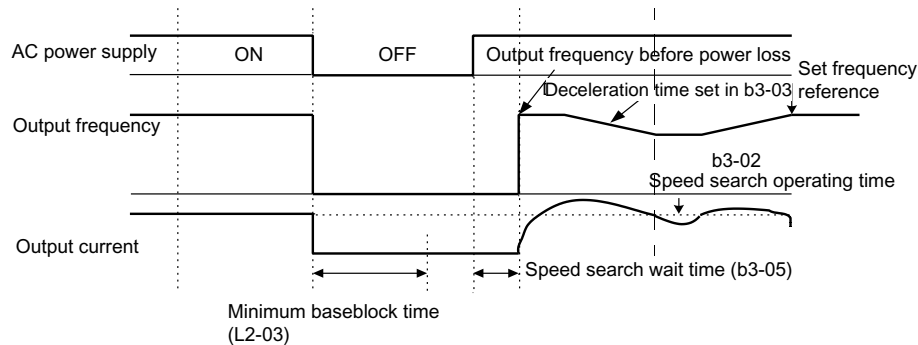 AC power supply
ON
OFF
Output frequency before power loss
Set frequency
reference
Deceleration time set in b3-03
Output frequency
b3-02
Speed search operating time
Output current
Speed search wait time (b3-05)
Minimum baseblock time
(L2-03)